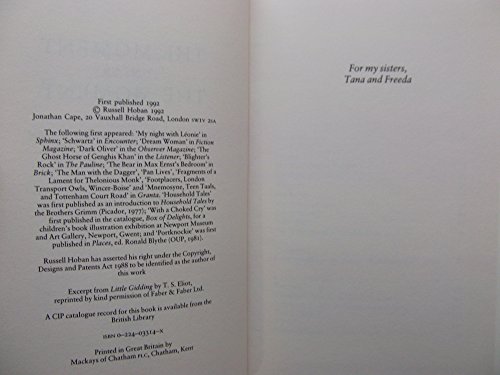 First published 1992
© Russell Hoban 1992
Jonathan Cape, 20 Vauxhall Bridge Road, London SW1V 2SA
The following first appeared: 'My night with Léonie' in
Sphinx; 'Schwartz' in Encounter; 'Dream Woman' in Fiction
Magazine; 'Dark Oliver' in the Observer Magazine; 'The
Ghost Horse of Genghis Khan' in the Listener; 'Blighter's
Rock' in The Pauline; 'The Bear in Max Ernst's Bedroom' in
Brick; 'The Man with the Dagger', 'Pan Lives', 'Fragments of a
Lament for Thelonious Monk', 'Footplacers, London
Transport Owls, Wincer-Boise' and 'Mnemosyne, Teen Taals,
and Tottenham Court Road' in Granta. 'Household Tales'
was first published as an introduction to Household Tales by
the Brothers Grimm (Picador, 1977); 'With a Choked Cry' was
first published in the catalogue, Box of Delights, for a
children's book illustration exhibition at Newport Museum
and Art Gallery, Newport, Gwent; and 'Portknockie' was first
published in Places, ed. Ronald Blythe (OUP, 1981).
Russell Hoban has asserted his right under the Copyright,
Designs and Patents Act 1988 to be identified as the author of
this work
Excerpt from Little Gidding by T. S. Eliot,
reprinted by kind permission of Faber & Faber Ltd.
A CIP catalogue record for this book is available from the
British Library
ISBN 0-224-03314-X
Printed in Great Britain by
Mackays of Chatham PLC, Chatham, Kent
For my sisters,
Tana and Freeda